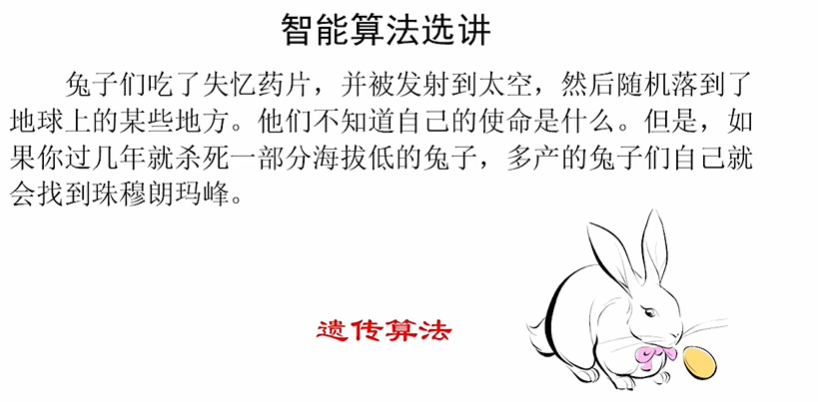 智能算法选讲
兔子们吃了失忆药片，并被发射到太空，然后随机落到了
地球上的某些地方。他们不知道自己的使命是什么。但是，如
果你过几年就杀死一部分海拔低的兔子，多产的兔子们自己就
会找到珠穆朗玛峰。
遗传算法